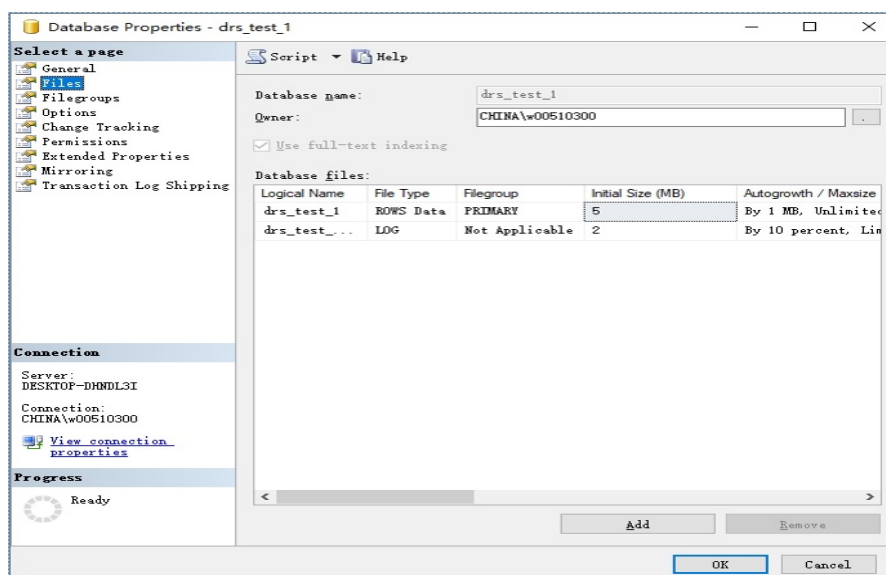 Database Properties - drs_test_1
Select a page
General
Files
Filegroups
Options
Change Tracking
Permissions
Extended Properties
Mirroring
Transaction Log Shipping
Script Help
Database name: drs_test_1
Owner: CHINA\w00510300 .
Use full-text indexing
Database files:
Logical Name File Type Filegroup Initial Size (MB) Autogrowth / Maxsize
drs_test_1 ROWS Data PRIMARY 5 By 1 MB, Unlimited
drs_test_... LOG Not Applicable 2 By 10 percent, Lim
Connection
Server:
DESKTOP-DHNDL3I
Connection:
CHINA\w00510300
View connection
properties
Progress
Ready
Add Remove
OK Cancel